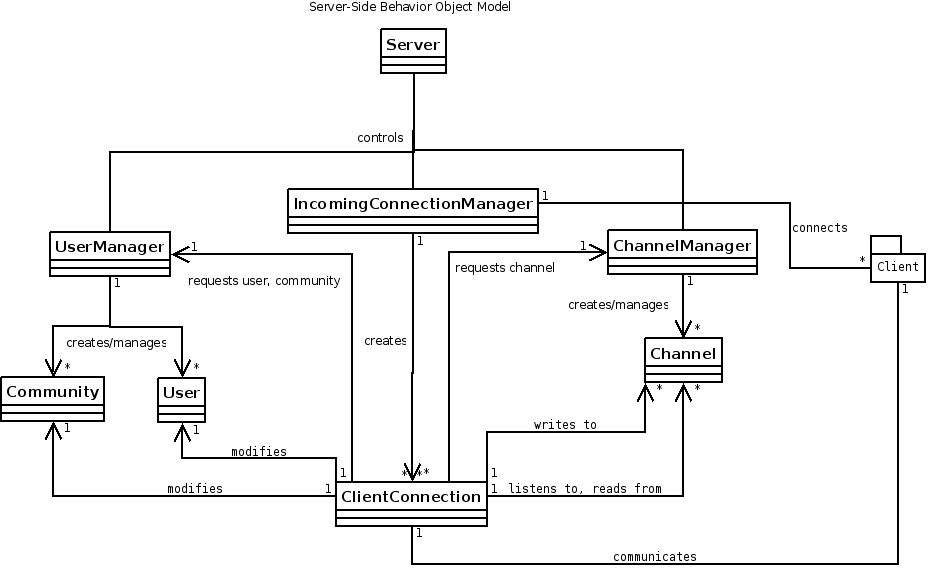 Server-Side Behavior Object Model
Server
controls
IncomingConnectionManager
1
connects
UserManager
1
ChannelManager
1
Client
*
1
requests user, community
requests channel
1
1
1
creates/manages
creates/manages
*
creates
Channel
*
*
*
*
Community
User
1
1
writes to
modifies
1
* **
1
modifies
1
ClientConnection
1
listens to, reads from
1
communicates